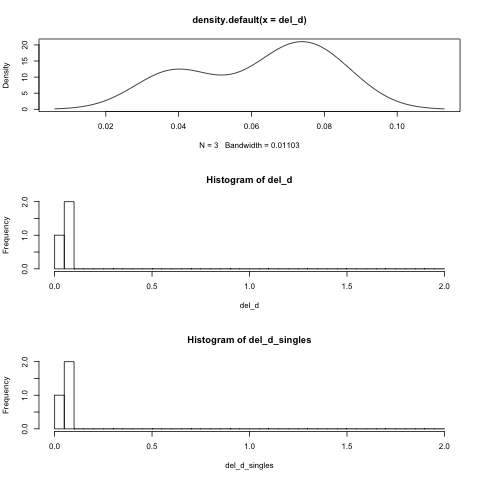 density.default(x = del_d)
Density
0 5 10 15 20
0.02 0.04 0.06 0.08 0.10
N = 3 Bandwidth = 0.01103
Histogram of del_d
Frequency
0.0 1.0 2.0
0.0 0.5 1.0 1.5 2.0
del_d
Histogram of del_d_singles
Frequency
0.0 1.0 2.0
0.0 0.5 1.0 1.5 2.0
del_d_singles